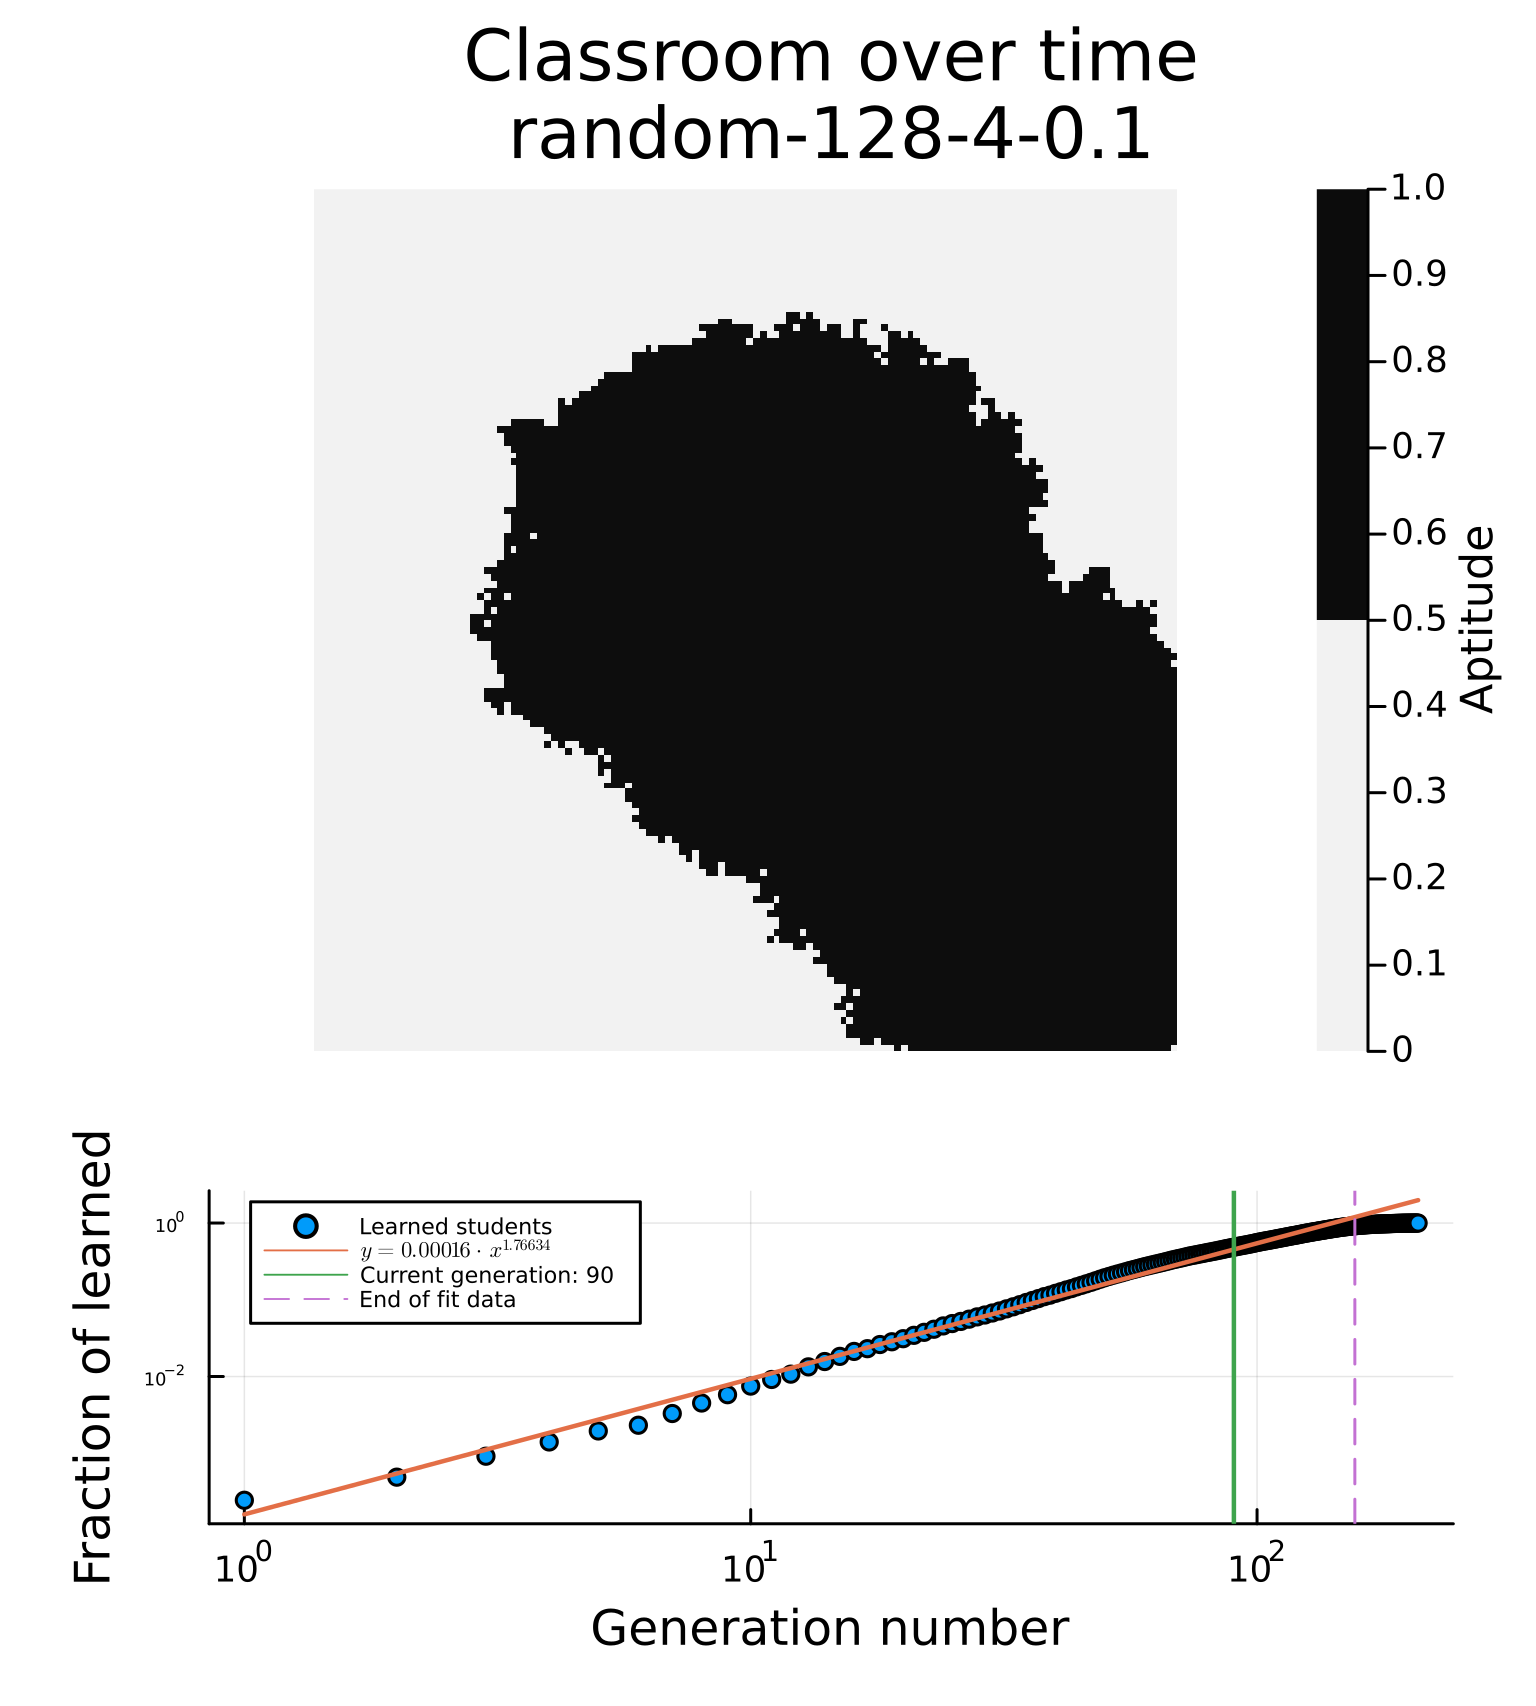 Classroom over time
random-128-4-0.1
1.0
0.9
0.8
0.7
0.6
0.5
0.4
0.3
0.2
0.1
0
Aptitude
Fraction of learned
10⁰
10⁻²
Learned students
y = 0.00016 · x^1.76634
Current generation: 90
End of fit data
10⁰
10¹
10²
Generation number